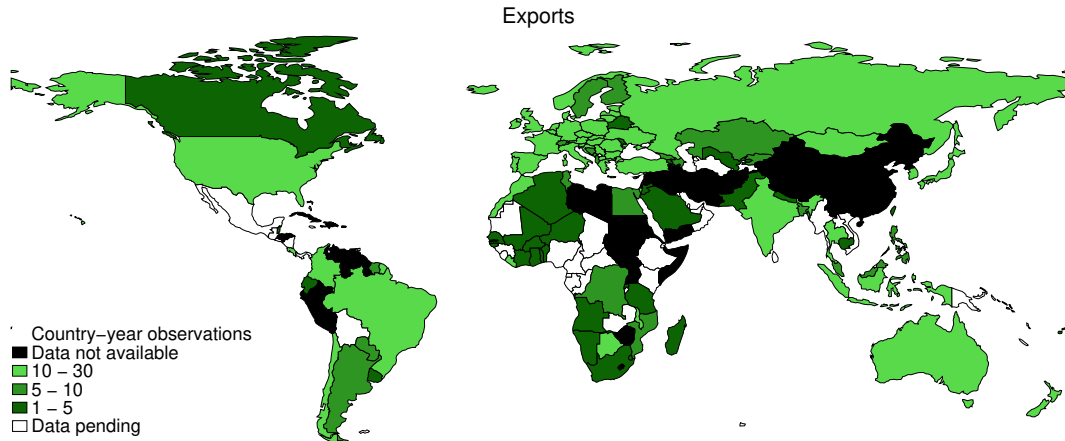 Exports
Country−year observations
Data not available
10 − 30
5 − 10
1 − 5
Data pending